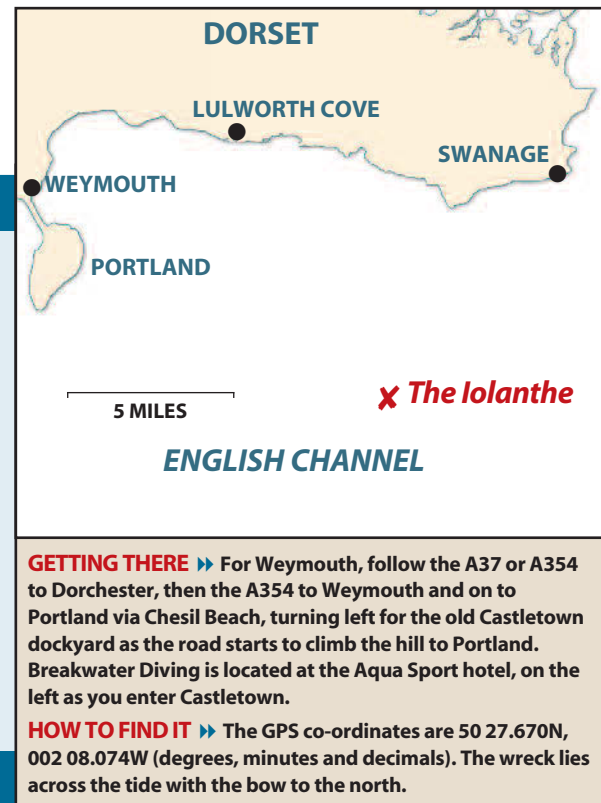 DORSET
LULWORTH COVE
SWANAGE
WEYMOUTH
PORTLAND
✘ The Iolanthe
5 MILES
ENGLISH CHANNEL
GETTING THERE For Weymouth, follow the A37 or A354
to Dorchester, then the A354 to Weymouth and on to
Portland via Chesil Beach, turning left for the old Castletown
dockyard as the road starts to climb the hill to Portland.
Breakwater Diving is located at the Aqua Sport hotel, on the
left as you enter Castletown.
HOW TO FIND IT The GPS co-ordinates are 50 27.670N,
002 08.074W (degrees, minutes and decimals). The wreck lies
across the tide with the bow to the north.